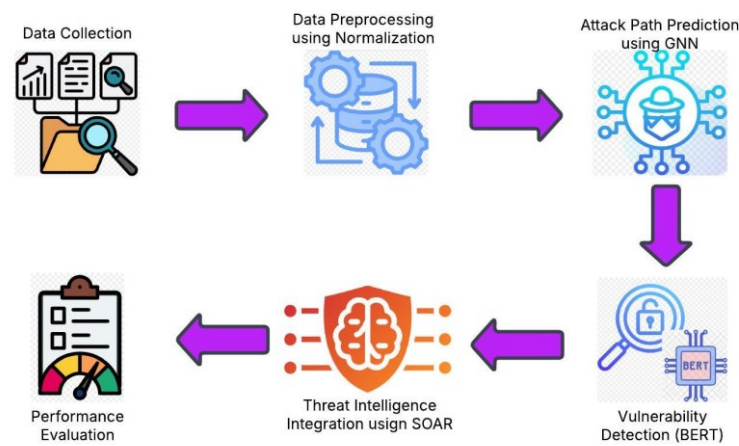 Data Collection
Data Preprocessing
using Normalization
Attack Path Prediction
using GNN
BERT
Vulnerability
Detection (BERT)
Threat Intelligence
Integration usign SOAR
Performance
Evaluation